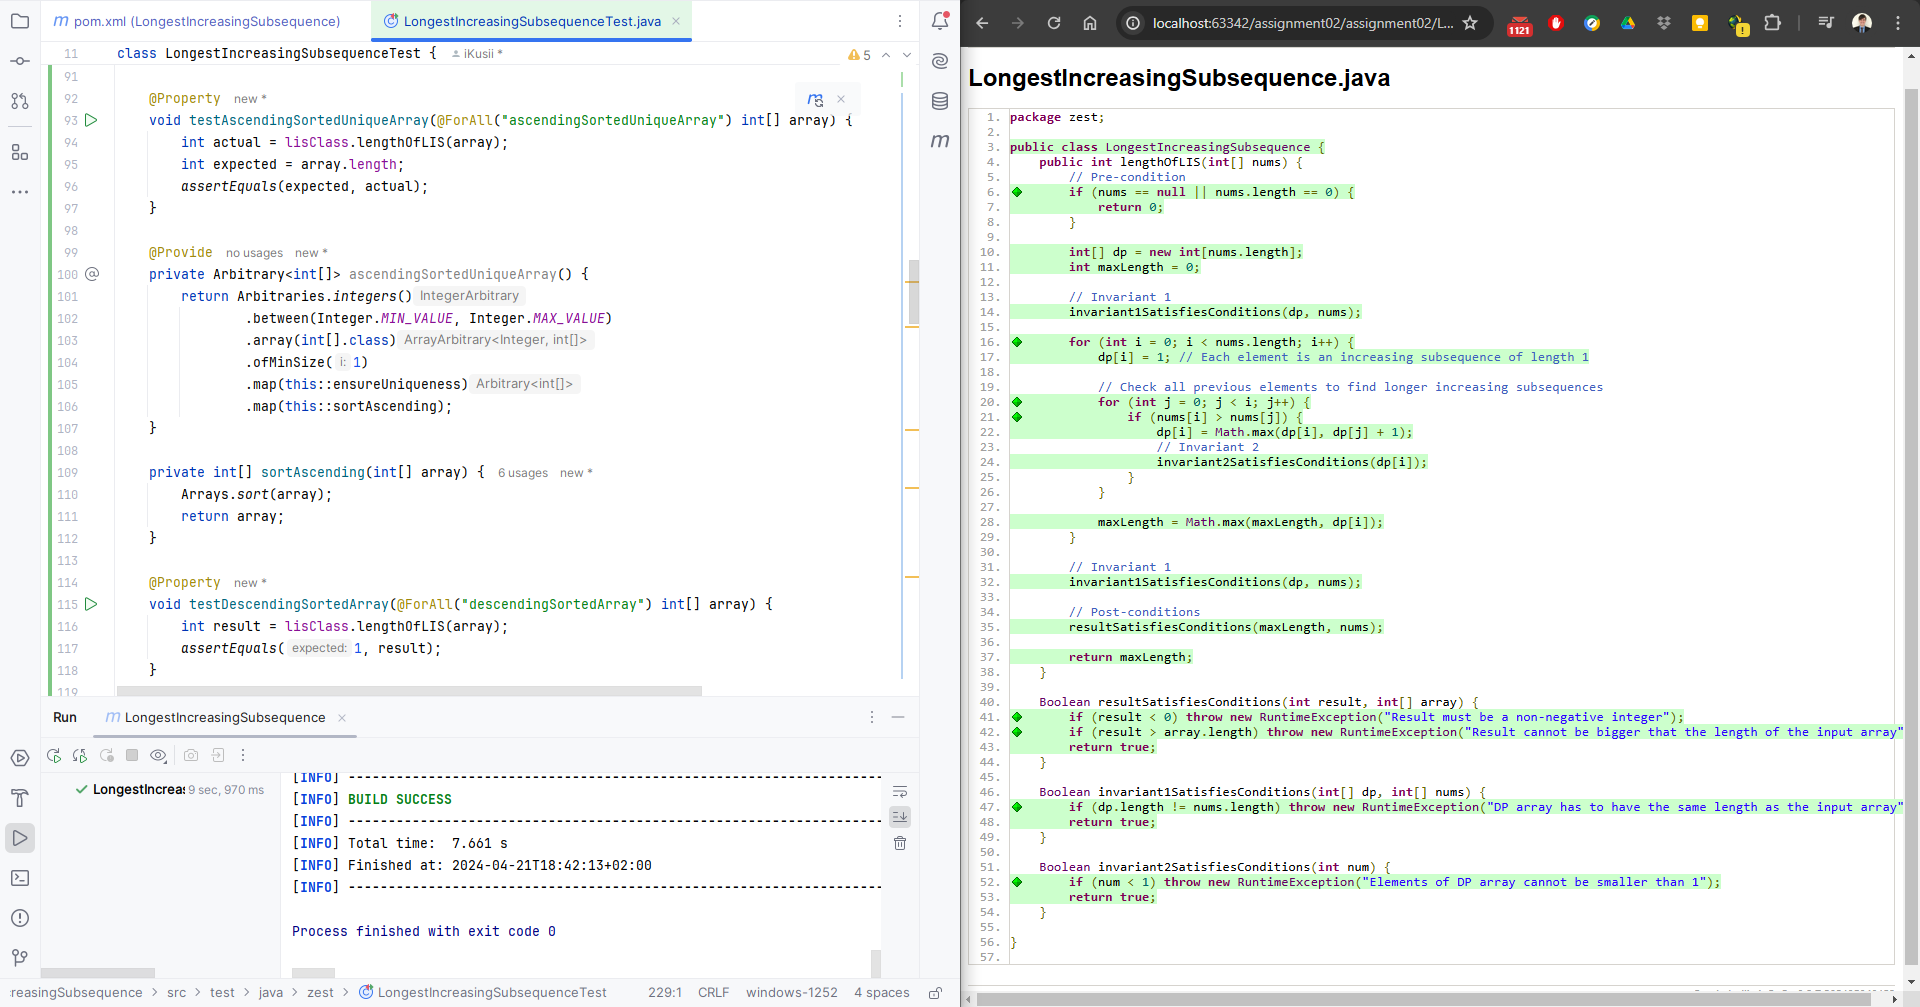 pom.xml (LongestIncreasingSubsequence)
LongestIncreasingSubsequenceTest.java
11 class LongestIncreasingSubsequenceTest { iKusii *
5
91
92 @Property new *
93 void testAscendingSortedUniqueArray(@ForAll("ascendingSortedUniqueArray") int[] array) {
94 int actual = lisClass.lengthOfLIS(array);
95 int expected = array.length;
96 assertEquals(expected, actual);
97 }
98
99 @Provide no usages new *
100 private Arbitrary<int[]> ascendingSortedUniqueArray() {
101 return Arbitraries.integers() IntegerArbitrary
102 .between(Integer.MIN_VALUE, Integer.MAX_VALUE)
103 .array(int[].class) ArrayArbitrary<Integer, int[]>
104 .ofMinSize( i: 1)
105 .map(this::ensureUniqueness) Arbitrary<int[]>
106 .map(this::sortAscending);
107 }
108
109 private int[] sortAscending(int[] array) { 6 usages new *
110 Arrays.sort(array);
111 return array;
112 }
113
114 @Property new *
115 void testDescendingSortedArray(@ForAll("descendingSortedArray") int[] array) {
116 int result = lisClass.lengthOfLIS(array);
117 assertEquals( expected: 1, result);
118 }
119
Run LongestIncreasingSubsequence
LongestIncreas 9 sec, 970 ms
[INFO] ------------------------------------------------------------------------
[INFO] BUILD SUCCESS
[INFO] ------------------------------------------------------------------------
[INFO] Total time: 7.661 s
[INFO] Finished at: 2024-04-21T18:42:13+02:00
[INFO] ------------------------------------------------------------------------
Process finished with exit code 0
reasingSubsequence > src > test > java > zest > LongestIncreasingSubsequenceTest
229:1 CRLF windows-1252 4 spaces
localhost:63342/assignment02/assignment02/L...
1121
LongestIncreasingSubsequence.java
1. package zest;
2.
3. public class LongestIncreasingSubsequence {
4. public int lengthOfLIS(int[] nums) {
5. // Pre-condition
6. if (nums == null || nums.length == 0) {
7. return 0;
8. }
9.
10. int[] dp = new int[nums.length];
11. int maxLength = 0;
12.
13. // Invariant 1
14. invariant1SatisfiesConditions(dp, nums);
15.
16. for (int i = 0; i < nums.length; i++) {
17. dp[i] = 1; // Each element is an increasing subsequence of length 1
18.
19. // Check all previous elements to find longer increasing subsequences
20. for (int j = 0; j < i; j++) {
21. if (nums[i] > nums[j]) {
22. dp[i] = Math.max(dp[i], dp[j] + 1);
23. // Invariant 2
24. invariant2SatisfiesConditions(dp[i]);
25. }
26. }
27.
28. maxLength = Math.max(maxLength, dp[i]);
29. }
30.
31. // Invariant 1
32. invariant1SatisfiesConditions(dp, nums);
33.
34. // Post-conditions
35. resultSatisfiesConditions(maxLength, nums);
36.
37. return maxLength;
38. }
39.
40. Boolean resultSatisfiesConditions(int result, int[] array) {
41. if (result < 0) throw new RuntimeException("Result must be a non-negative integer");
42. if (result > array.length) throw new RuntimeException("Result cannot be bigger that the length of the input array"
43. return true;
44. }
45.
46. Boolean invariant1SatisfiesConditions(int[] dp, int[] nums) {
47. if (dp.length != nums.length) throw new RuntimeException("DP array has to have the same length as the input array"
48. return true;
49. }
50.
51. Boolean invariant2SatisfiesConditions(int num) {
52. if (num < 1) throw new RuntimeException("Elements of DP array cannot be smaller than 1");
53. return true;
54. }
55.
56. }
57.